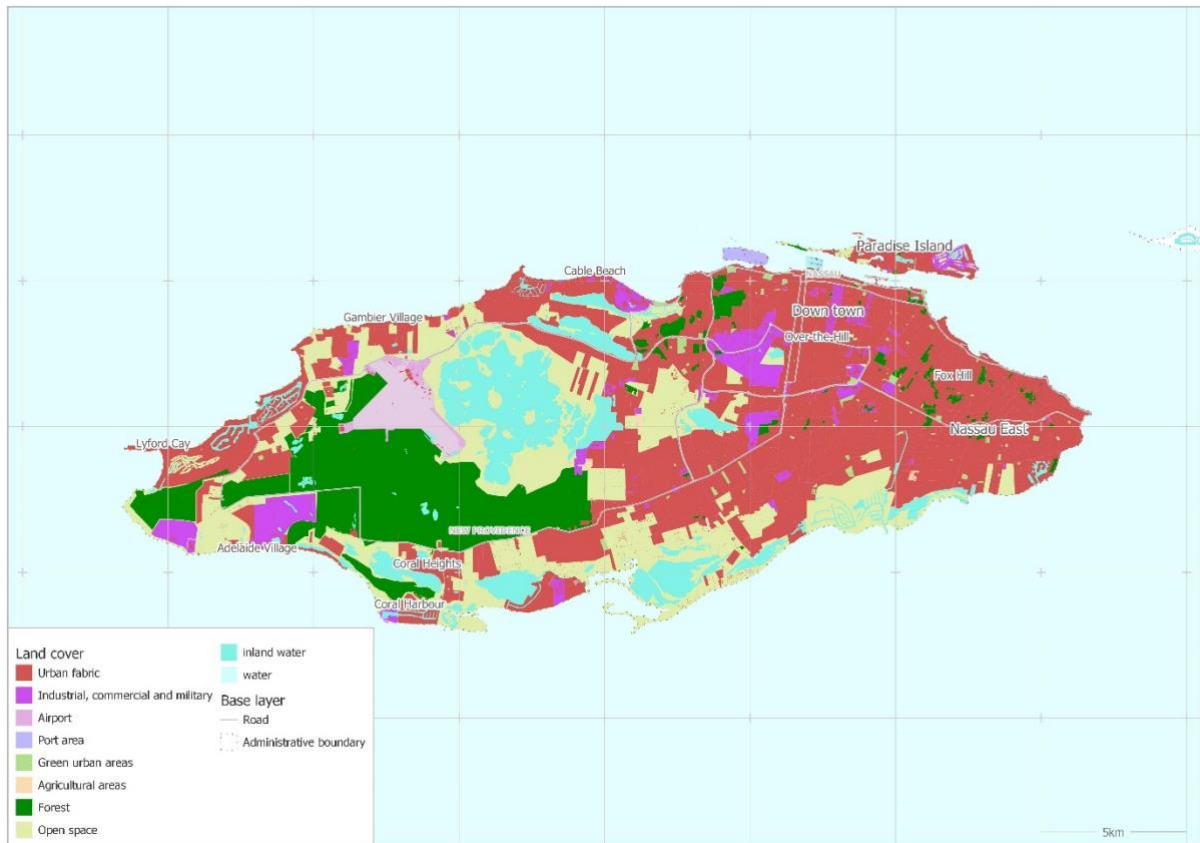 Paradise Island
Cable Beach
NASSAU
Down town
Gambier Village
Over-the-Hill
Fox Hill
Nassau East
Lyford Cay
NEW PROVIDENCE
Adelaide Village
Coral Heights
Coral Harbour
Land cover
Urban fabric
Industrial, commercial and military
Airport
Port area
Green urban areas
Agricultural areas
Forest
Open space
inland water
water
Base layer
Road
Administrative boundary
5km